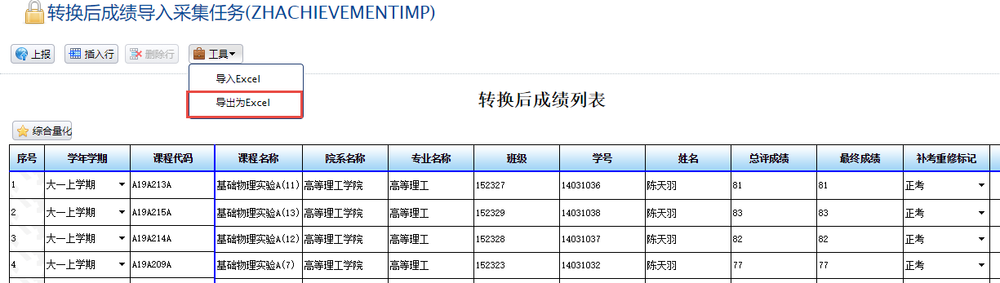 转换后成绩导入采集任务(ZHACHIEVEMENTIMP)
上报 插入行 删除行 工具
导入Excel
导出为Excel
转换后成绩列表
综合量化
序号 学年学期 课程代码 课程名称 院系名称 专业名称 班级 学号 姓名 总评成绩 最终成绩 补考重修标记
1 大一上学期 A19A213A 基础物理实验A(11) 高等理工学院 高等理工 152327 14031036 陈天羽 81 81 正考
2 大一上学期 A19A215A 基础物理实验A(13) 高等理工学院 高等理工 152329 14031038 陈天羽 83 83 正考
3 大一上学期 A19A214A 基础物理实验A(12) 高等理工学院 高等理工 152328 14031037 陈天羽 82 82 正考
4 大一上学期 A19A209A 基础物理实验A(7) 高等理工学院 高等理工 152323 14031032 陈天羽 77 77 正考